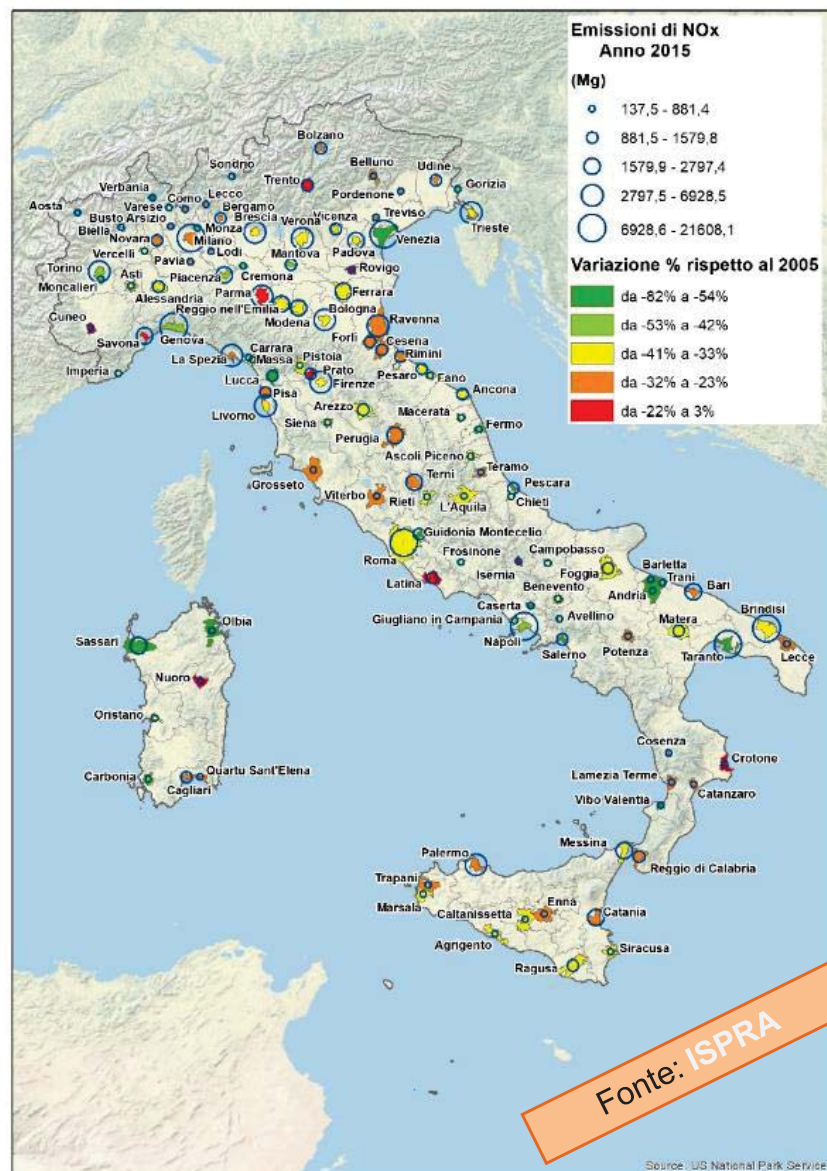 Emissioni di NOx
Anno 2015
(Mg)
137,5 - 881,4
881,5 - 1579,8
1579,9 - 2797,4
2797,5 - 6928,5
6928,6 - 21608,1
Variazione % rispetto al 2005
da -82% a -54%
da -53% a -42%
da -41% a -33%
da -32% a -23%
da -22% a 3%
Bolzano
Sondrio
Belluno
Udine
Trento
Pordenone
Gorizia
Verbania
Lecco
Como
Aosta
Varese
Bergamo
Busto Arsizio
Brescia
Verona
Vicenza
Treviso
Trieste
Biella
Monza
Novara
Milano
Venezia
Vercelli
Lodi
Mantova
Padova
Pavia
Torino
Asti
Piacenza
Cremona
Rovigo
Moncalieri
Alessandria
Parma
Ferrara
Reggio nell'Emilia
Cuneo
Modena
Bologna
Ravenna
Savona
Genova
Forlì
Cesena
La Spezia
Carrara
Massa
Pistoia
Rimini
Imperia
Lucca
Prato
Pesaro
Fano
Pisa
Firenze
Ancona
Livorno
Arezzo
Macerata
Siena
Fermo
Perugia
Ascoli Piceno
Teramo
Grosseto
Terni
Pescara
Viterbo
Rieti
L'Aquila
Chieti
Guidonia Montecelio
Roma
Frosinone
Campobasso
Barletta
Latina
Isernia
Foggia
Trani
Bari
Benevento
Andria
Caserta
Brindisi
Giugliano in Campania
Avellino
Matera
Olbia
Napoli
Sassari
Salerno
Potenza
Taranto
Lecce
Nuoro
Oristano
Cosenza
Crotone
Carbonia
Quartu Sant'Elena
Cagliari
Lamezia Terme
Catanzaro
Vibo Valentia
Messina
Palermo
Reggio di Calabria
Trapani
Marsala
Enna
Caltanissetta
Catania
Agrigento
Siracusa
Ragusa
Fonte: ISPRA
Source: US National Park Service